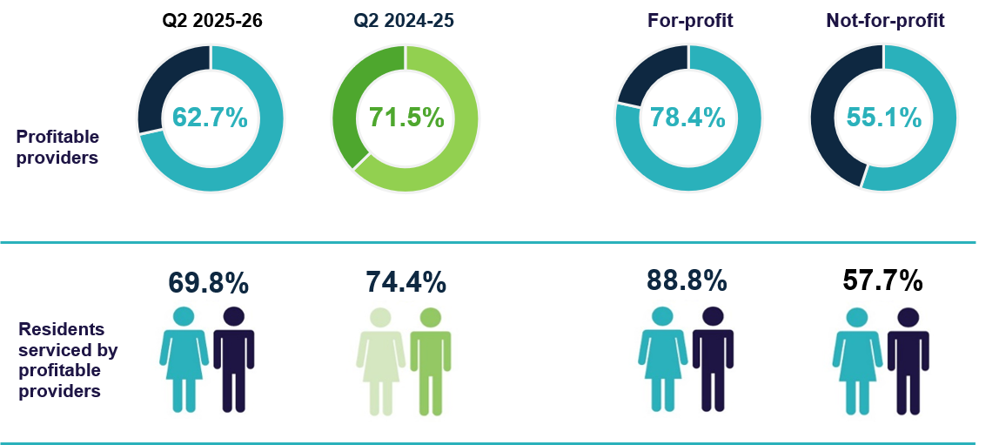 Q2 2025-26
Q2 2024-25
For-profit
Not-for-profit
Profitable
providers
62.7%
71.5%
78.4%
55.1%
Residents
serviced by
profitable
providers
69.8%
74.4%
88.8%
57.7%